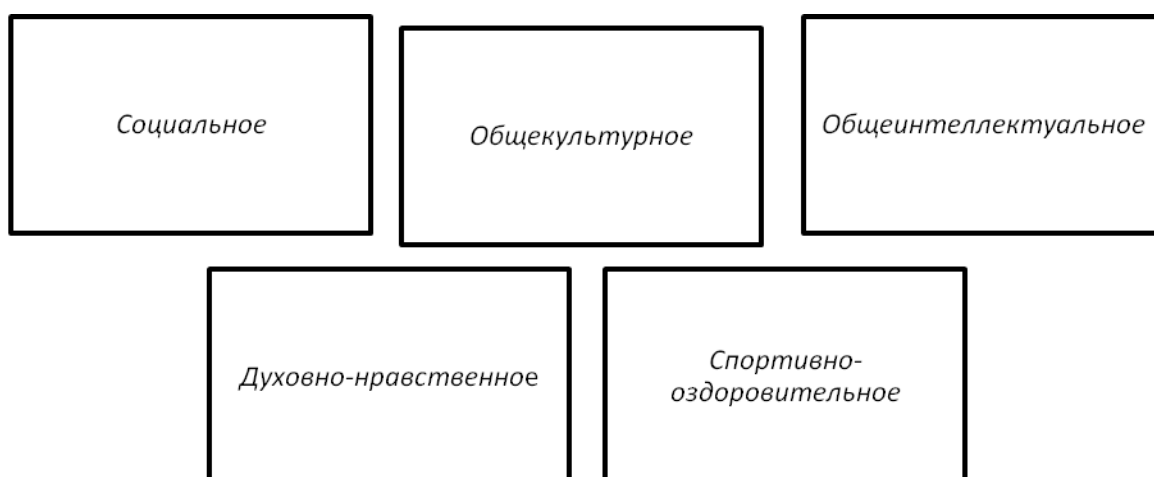 Социальное
Общекультурное
Общеинтеллектуальное
Духовно-нравственное
Спортивно-
оздоровительное